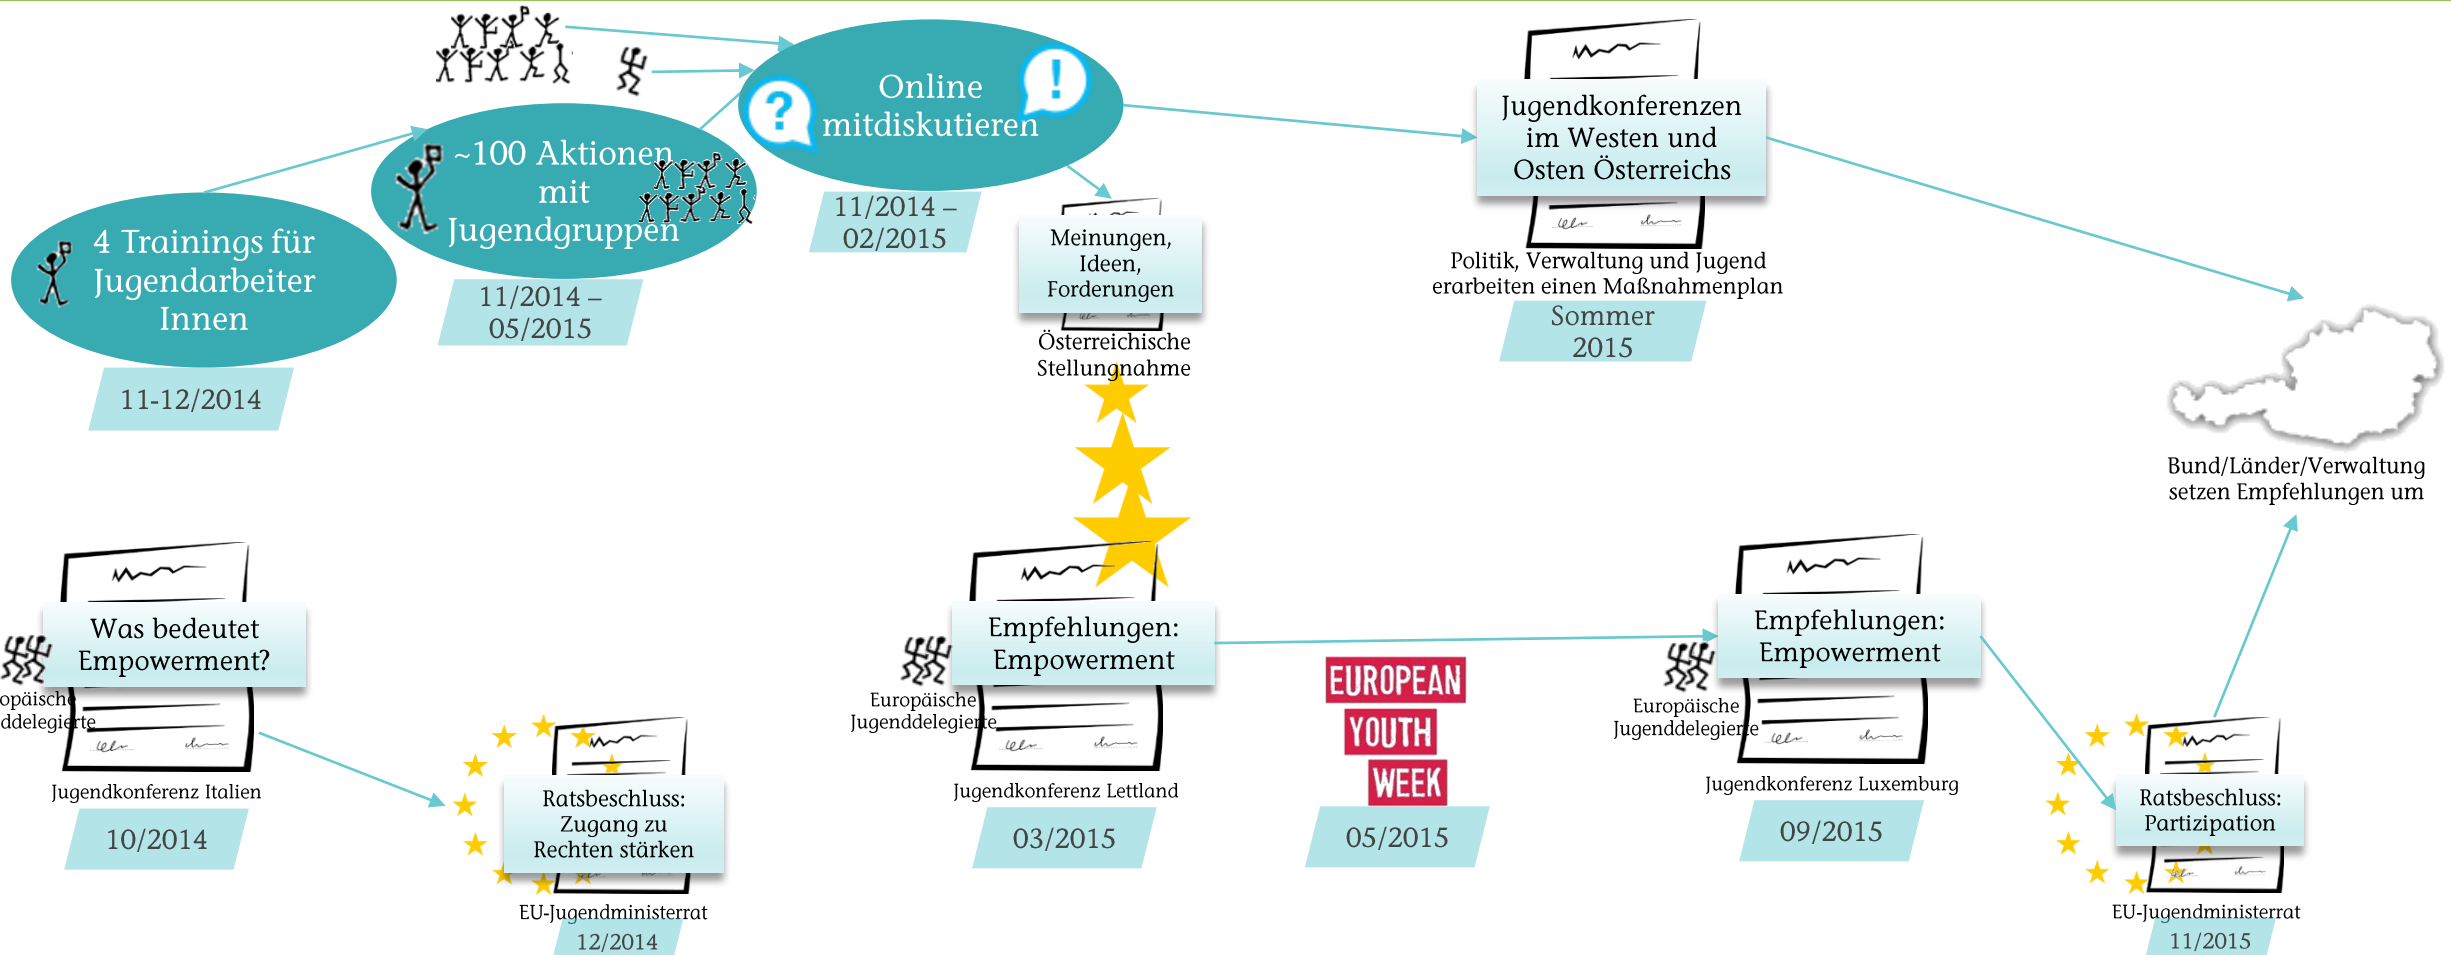 Online
mitdiskutieren
?
!
11/2014 –
02/2015
~100 Aktionen
mit
Jugendgruppen
11/2014 –
05/2015
4 Trainings für
Jugendarbeiter
Innen
11-12/2014
Meinungen,
Ideen,
Forderungen
Österreichische
Stellungnahme
Jugendkonferenzen
im Westen und
Osten Österreichs
Politik, Verwaltung und Jugend
erarbeiten einen Maßnahmenplan
Sommer
2015
Bund/Länder/Verwaltung
setzen Empfehlungen um
Was bedeutet
Empowerment?
opäische
ddelegierte
Jugendkonferenz Italien
10/2014
Ratsbeschluss:
Zugang zu
Rechten stärken
EU-Jugendministerrat
12/2014
Empfehlungen:
Empowerment
Europäische
Jugenddelegierte
Jugendkonferenz Lettland
03/2015
EUROPEAN
YOUTH
WEEK
05/2015
Empfehlungen:
Empowerment
Europäische
Jugenddelegierte
Jugendkonferenz Luxemburg
09/2015
Ratsbeschluss:
Partizipation
EU-Jugendministerrat
11/2015